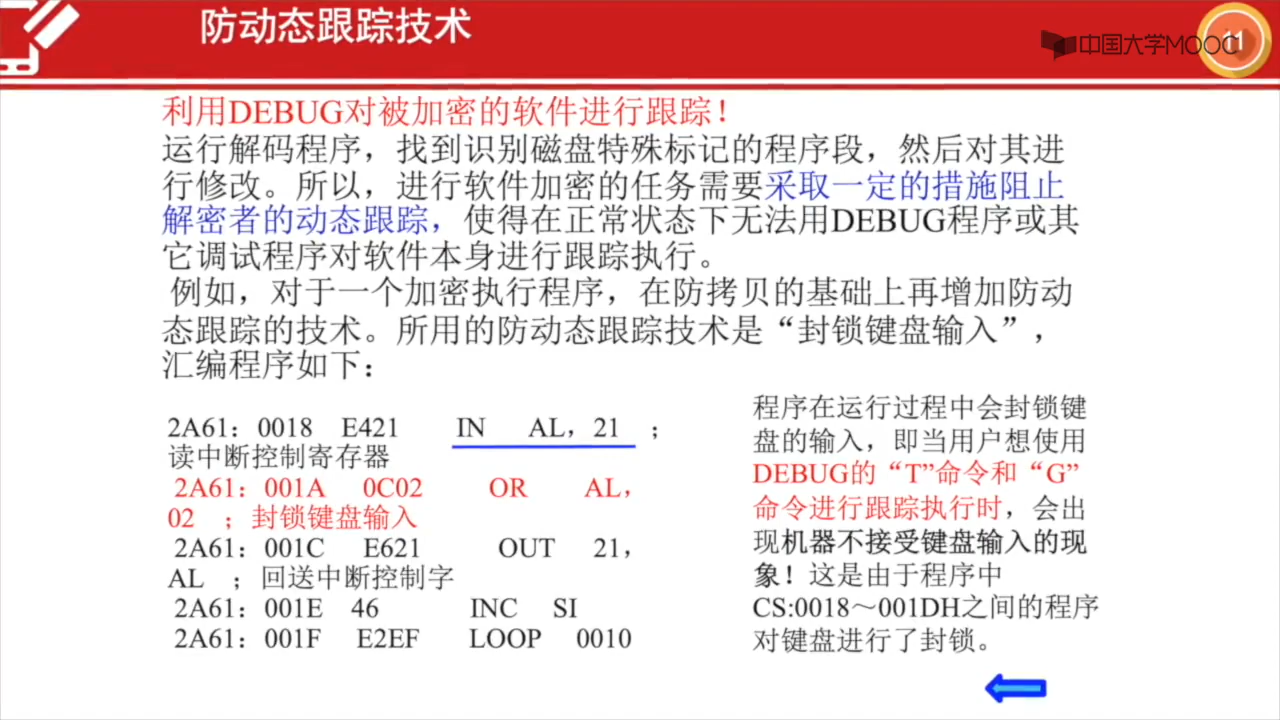 防动态跟踪技术
中国大学MOOC
11
利用DEBUG对被加密的软件进行跟踪！
运行解码程序，找到识别磁盘特殊标记的程序段，然后对其进
行修改。所以，进行软件加密的任务需要采取一定的措施阻止
解密者的动态跟踪，使得在正常状态下无法用DEBUG程序或其
它调试程序对软件本身进行跟踪执行。
例如，对于一个加密执行程序，在防拷贝的基础上再增加防动
态跟踪的技术。所用的防动态跟踪技术是“封锁键盘输入”，
汇编程序如下：
2A61：0018 E421 IN AL，21 ；
读中断控制寄存器
2A61：001A 0C02 OR AL，
02 ；封锁键盘输入
2A61：001C E621 OUT 21，
AL ；回送中断控制字
2A61：001E 46 INC SI
2A61：001F E2EF LOOP 0010
程序在运行过程中会封锁键
盘的输入，即当用户想使用
DEBUG的“T”命令和“G”
命令进行跟踪执行时，会出
现机器不接受键盘输入的现
象！这是由于程序中
CS:0018～001DH之间的程序
对键盘进行了封锁。